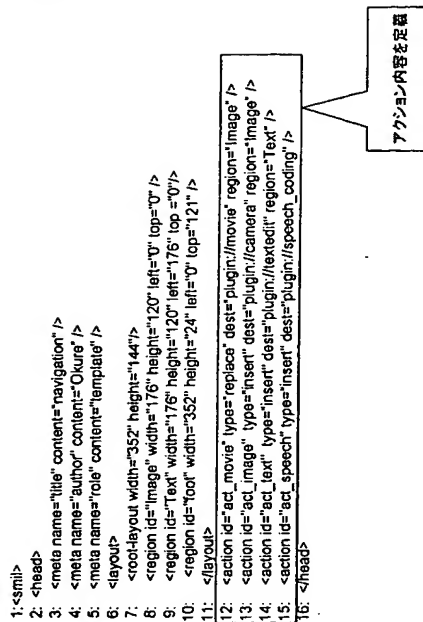 1:<smil>
2: <head>
3: <meta name="title" content="navigation" />
4: <meta name="author" content="Okure" />
5: <meta name="role" content="template" />
6: <layout>
7: <root-layout width="352" height="144"/>
8: <region id="Image" width="176" height="120" left="0" top="0" />
9: <region id="Text" width="176" height="120" left="176" top ="0"/>
10: <region id="foot" width="352" height="24" left="0" top="121" />
11: </layout>
12: <action id="act_movie" type="replace" dest="plugin://movie" region="Image" />
13: <action id="act_image" type="insert" dest="plugin://camera" region="Image" />
14: <action id="act_text" type="insert" dest="plugin://textedit" region="Text" />
15: <action id="act_speech" type="insert" dest="plugin://speech_coding" />
16: </head>
アクション内容を定義